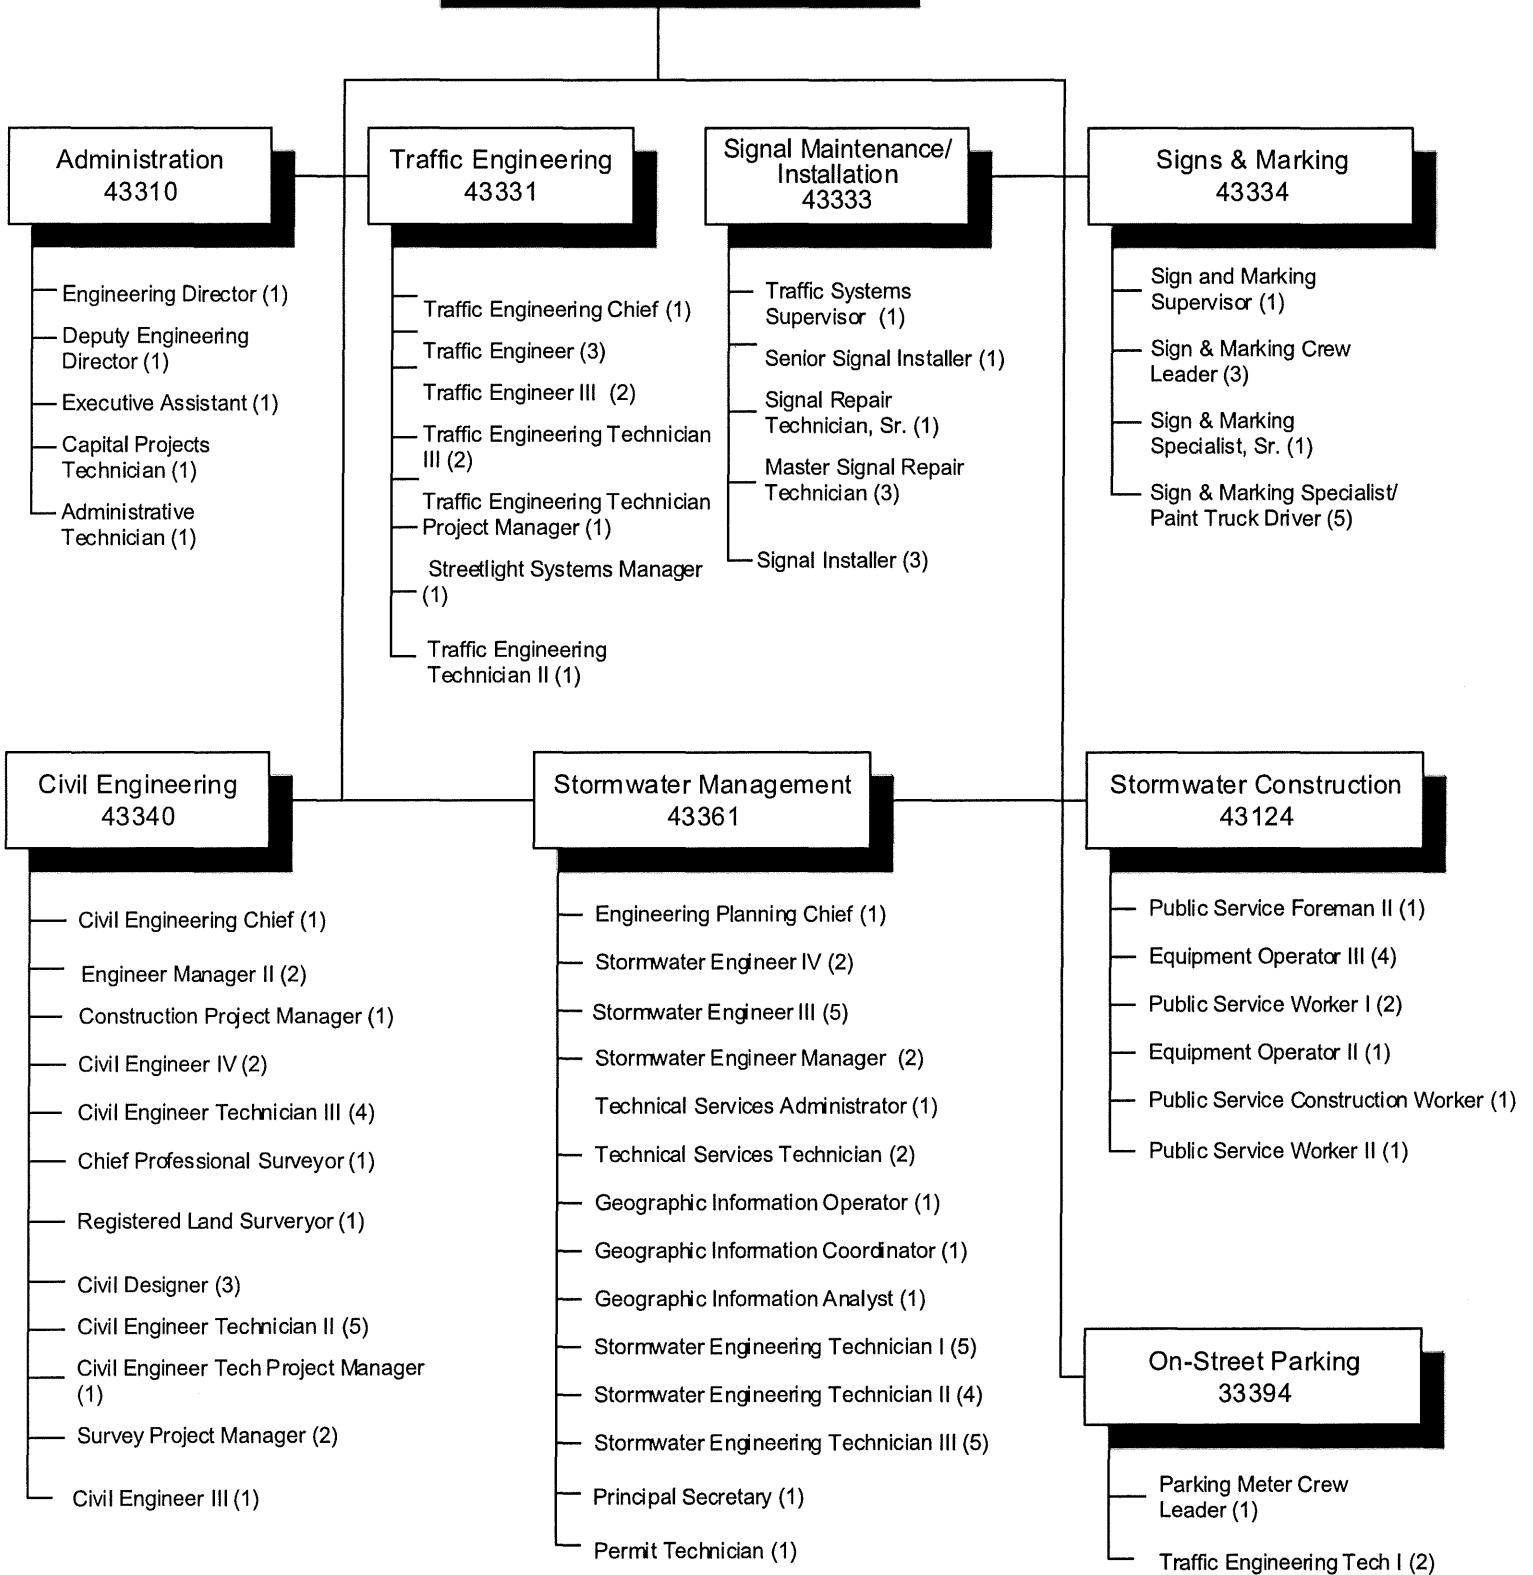 Administration
43310
Engineering Director (1)
Deputy Engineering
Director (1)
Executive Assistant (1)
Capital Projects
Technician (1)
Administrative
Technician (1)
Traffic Engineering
43331
Traffic Engineering Chief (1)
Traffic Engineer (3)
Traffic Engineer III (2)
Traffic Engineering Technician
III (2)
Traffic Engineering Technician
Project Manager (1)
Streetlight Systems Manager
(1)
Traffic Engineering
Technician II (1)
Signal Maintenance/
Installation
43333
Traffic Systems
Supervisor (1)
Senior Signal Installer (1)
Signal Repair
Technician, Sr. (1)
Master Signal Repair
Technician (3)
Signal Installer (3)
Signs & Marking
43334
Sign and Marking
Supervisor (1)
Sign & Marking Crew
Leader (3)
Sign & Marking
Specialist, Sr. (1)
Sign & Marking Specialist/
Paint Truck Driver (5)
Civil Engineering
43340
Civil Engineering Chief (1)
Engineer Manager II (2)
Construction Project Manager (1)
Civil Engineer IV (2)
Civil Engineer Technician III (4)
Chief Professional Surveyor (1)
Registered Land Surveryor (1)
Civil Designer (3)
Civil Engineer Technician II (5)
Civil Engineer Tech Project Manager
(1)
Survey Project Manager (2)
Civil Engineer III (1)
Stormwater Management
43361
Engineering Planning Chief (1)
Stormwater Engineer IV (2)
Stormwater Engineer III (5)
Stormwater Engineer Manager (2)
Technical Services Administrator (1)
Technical Services Technician (2)
Geographic Information Operator (1)
Geographic Information Coordinator (1)
Geographic Information Analyst (1)
Stormwater Engineering Technician I (5)
Stormwater Engineering Technician II (4)
Stormwater Engineering Technician III (5)
Principal Secretary (1)
Permit Technician (1)
Stormwater Construction
43124
Public Service Foreman II (1)
Equipment Operator III (4)
Public Service Worker I (2)
Equipment Operator II (1)
Public Service Construction Worker (1)
Public Service Worker II (1)
On-Street Parking
33394
Parking Meter Crew
Leader (1)
Traffic Engineering Tech I (2)